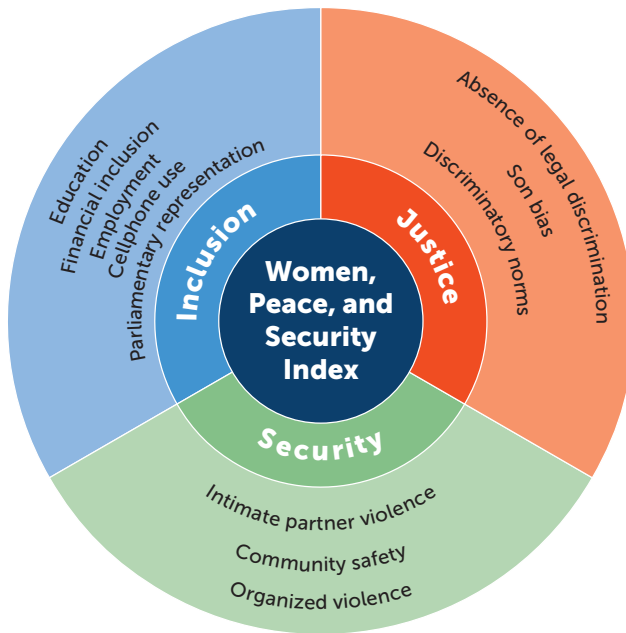 Women,
Peace, and
Security
Index
Inclusion
Education
Financial inclusion
Employment
Cellphone use
Parliamentary representation
Justice
Absence of legal discrimination
Son bias
Discriminatory norms
Security
Intimate partner violence
Community safety
Organized violence